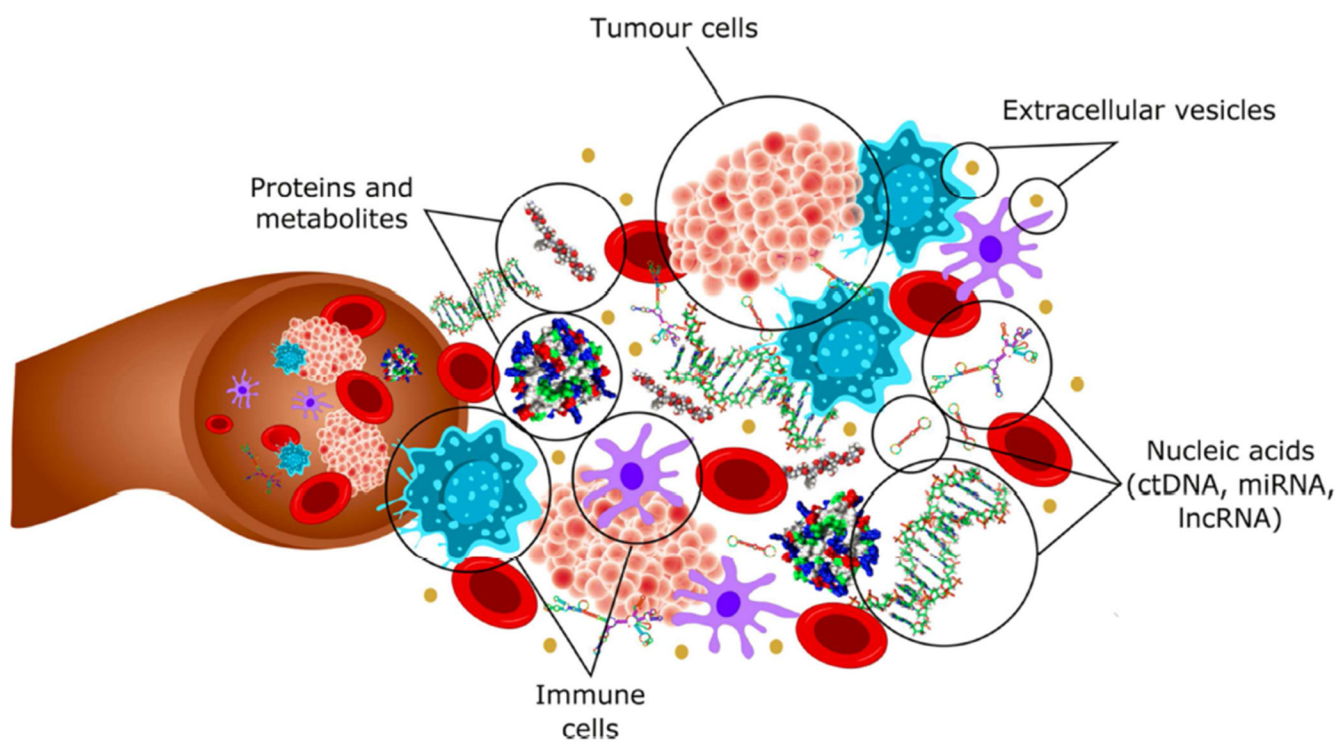 Tumour cells
Extracellular vesicles
Proteins and
metabolites
Nucleic acids
(ctDNA, miRNA,
lncRNA)
Immune
cells